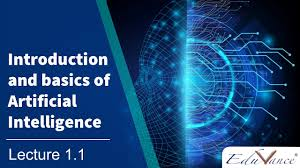 Introduction
and basics of
Artificial
Intelligence
Lecture 1.1
EduVance